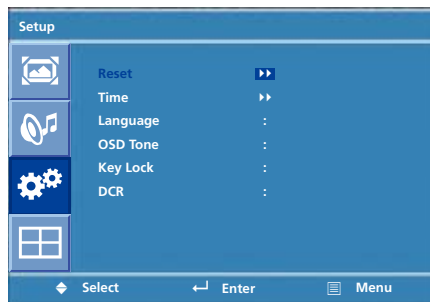 Setup
Reset
Time
Language :
OSD Tone :
Key Lock :
DCR :
Select Enter Menu